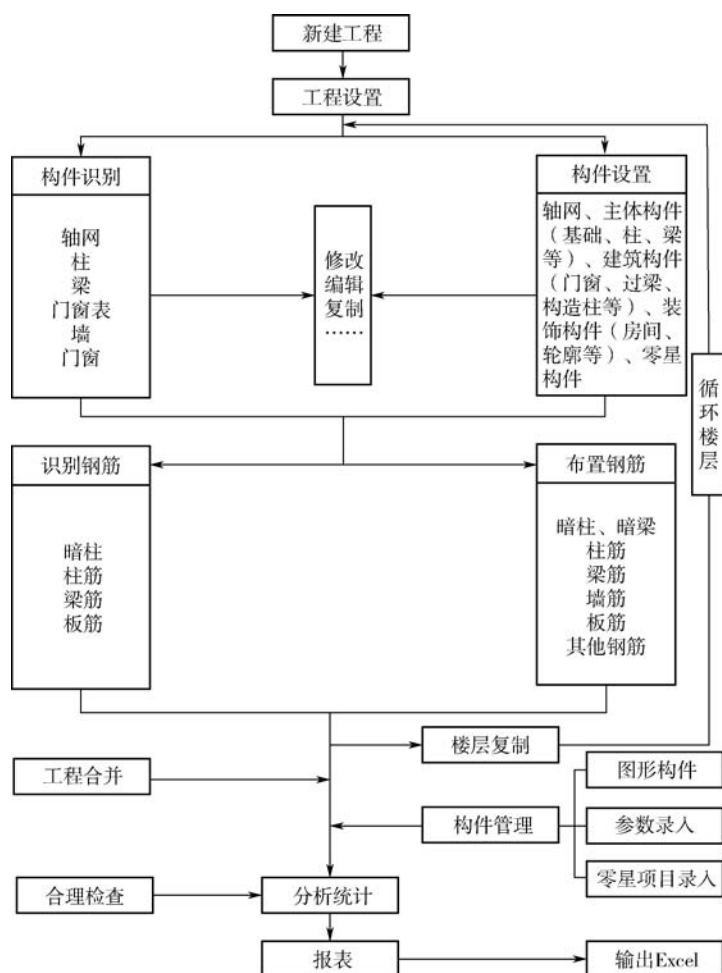 新建工程
工程设置
构件识别
轴网
柱
梁
门窗表
墙
门窗
修改
编辑
复制
……
构件设置
轴网、主体构件
（基础、柱、梁
等）、建筑构件
（门窗、过梁、
构造柱等）、装
饰构件（房间、
轮廓等）、零星
构件
循
环
楼
层
识别钢筋
暗柱
柱筋
梁筋
板筋
布置钢筋
暗柱、暗梁
柱筋
梁筋
墙筋
板筋
其他钢筋
楼层复制
工程合并
图形构件
构件管理
参数录入
零星项目录入
合理检查
分析统计
报表
输出Excel